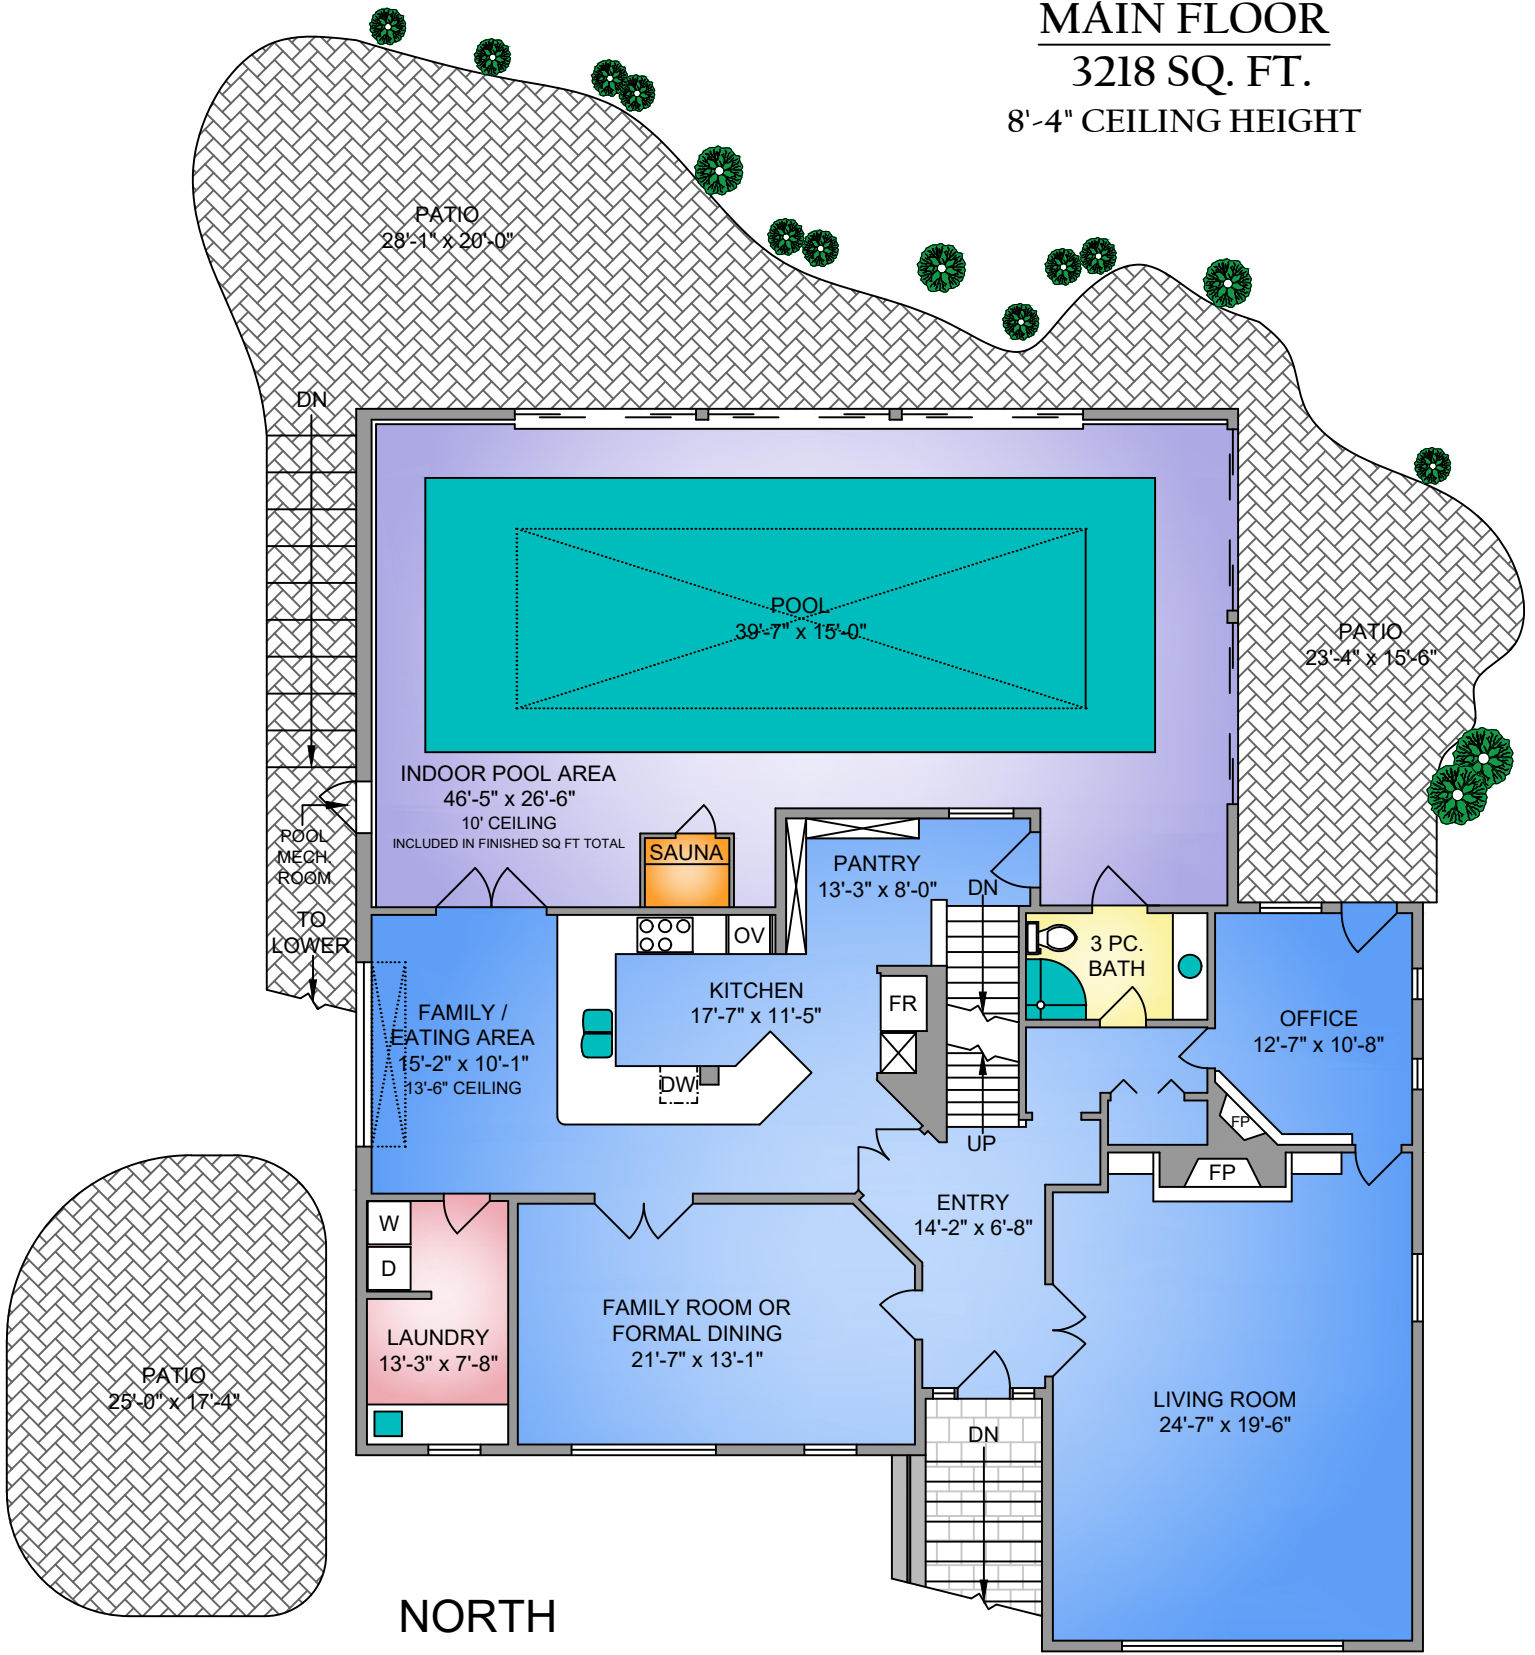 MAIN FLOOR
3218 SQ. FT.
8'-4" CEILING HEIGHT
PATIO
28'-1" x 20'-0"
DN
POOL
39'-7" x 15'-0"
PATIO
23'-4" x 15'-6"
INDOOR POOL AREA
46'-5" x 26'-6"
10' CEILING
INCLUDED IN FINISHED SQ FT TOTAL
POOL
MECH.
ROOM
TO
LOWER
SAUNA
PANTRY
13'-3" x 8'-0"
DN
OV
3 PC.
BATH
KITCHEN
17'-7" x 11'-5"
FR
FAMILY /
EATING AREA
15'-2" x 10'-1"
13'-6" CEILING
OFFICE
12'-7" x 10'-8"
DW
FP
UP
FP
ENTRY
14'-2" x 6'-8"
W
D
FAMILY ROOM OR
FORMAL DINING
21'-7" x 13'-1"
LAUNDRY
13'-3" x 7'-8"
PATIO
25'-0" x 17'-4"
LIVING ROOM
24'-7" x 19'-6"
DN
NORTH